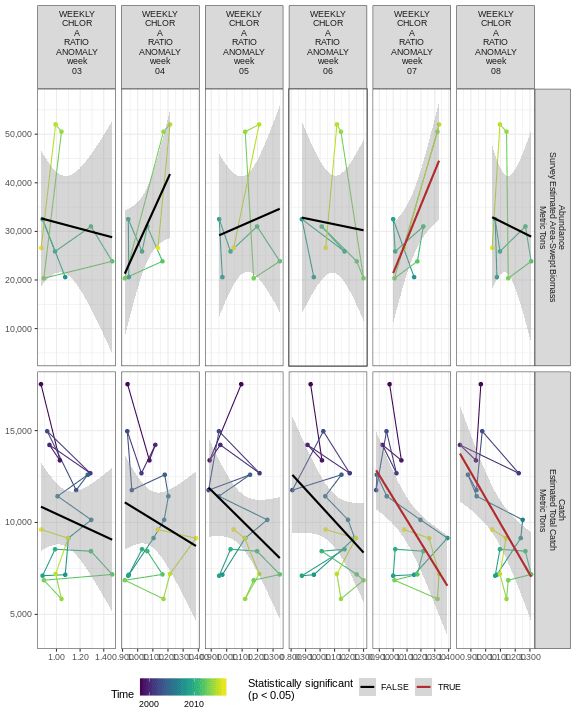 WEEKLY
CHLOR
A
RATIO
ANOMALY
week
03
WEEKLY
CHLOR
A
RATIO
ANOMALY
week
04
WEEKLY
CHLOR
A
RATIO
ANOMALY
week
05
WEEKLY
CHLOR
A
RATIO
ANOMALY
week
06
WEEKLY
CHLOR
A
RATIO
ANOMALY
week
07
WEEKLY
CHLOR
A
RATIO
ANOMALY
week
08
50,000
40,000
30,000
20,000
10,000
Abundance
Survey Estimated Area-Swept Biomass
Metric Tons
15,000
10,000
5,000
Catch
Estimated Total Catch
Metric Tons
1.00 1.20 1.40
Time
2000 2010
Statistically significant
(p < 0.05)
FALSE
TRUE